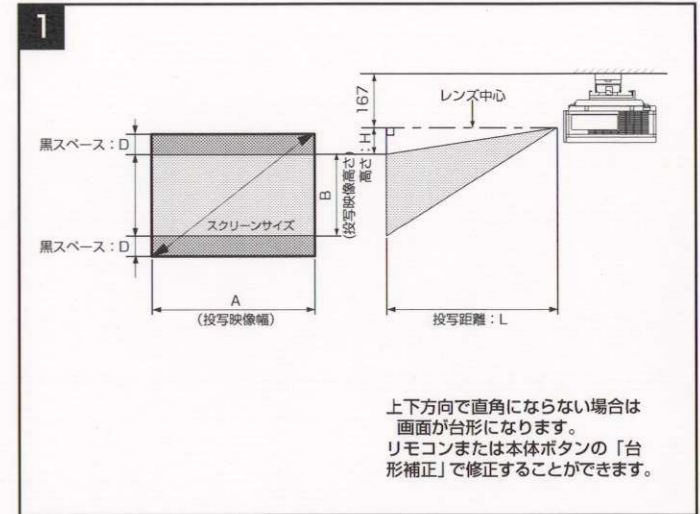 1
167
レンズ中心
黒スペース：D
高さ：H
B
(投写映像高さ)
スクリーンサイズ
黒スペース：D
A
(投写映像幅)
投写距離：L
上下方向で直角にならない場合は
画面が台形になります。
リモコンまたは本体ボタンの「台
形補正」で修正することができます。